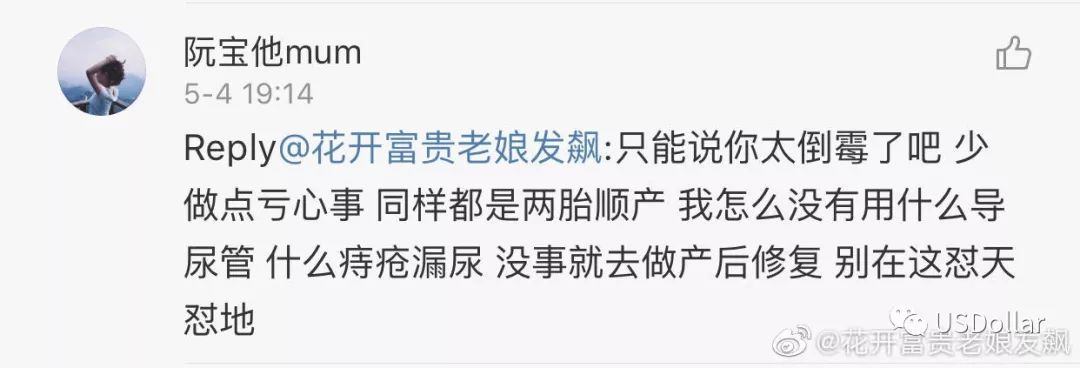 阮宝他mum
5-4 19:14
Reply@花开富贵老娘发飙:只能说你太倒霉了吧 少
做点亏心事 同样都是两胎顺产 我怎么没有用什么导
尿管 什么痔疮漏尿 没事就去做产后修复 别在这怼天
怼地
USDollar
@花开富贵老娘发飙